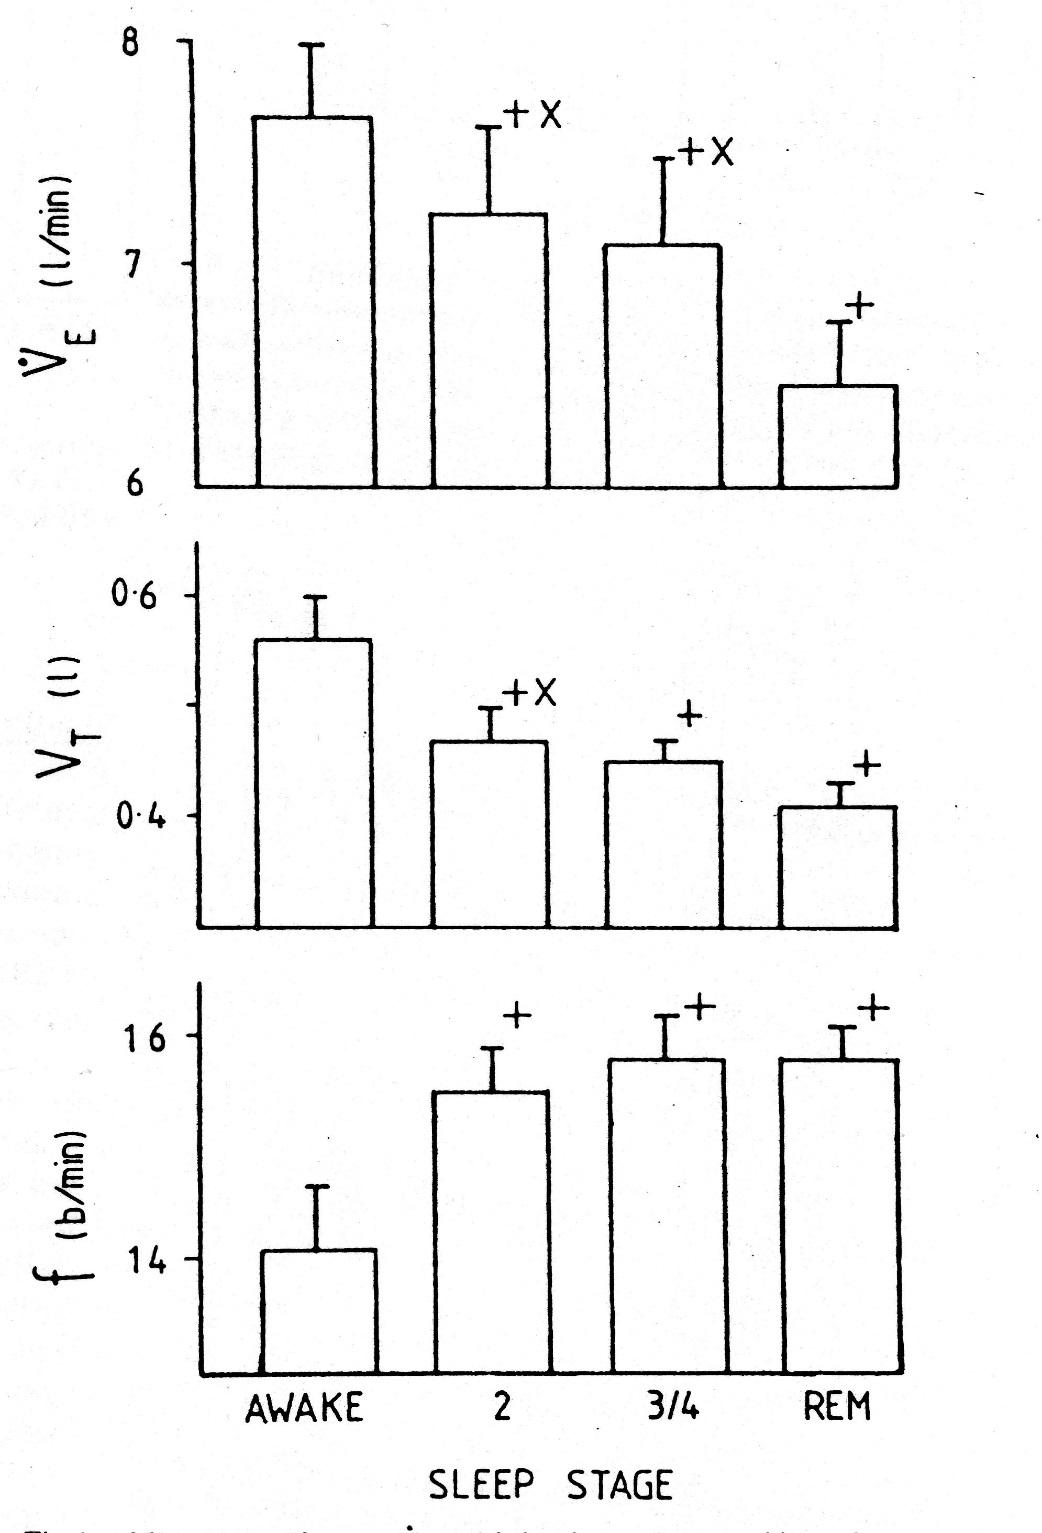 8
+ X
+ X
7
+
6
V̇E (l/min)
0·6
+ X
+
+
0·4
VT (l)
16
+
+
+
14
f (b/min)
AWAKE 2 3/4 REM
SLEEP STAGE